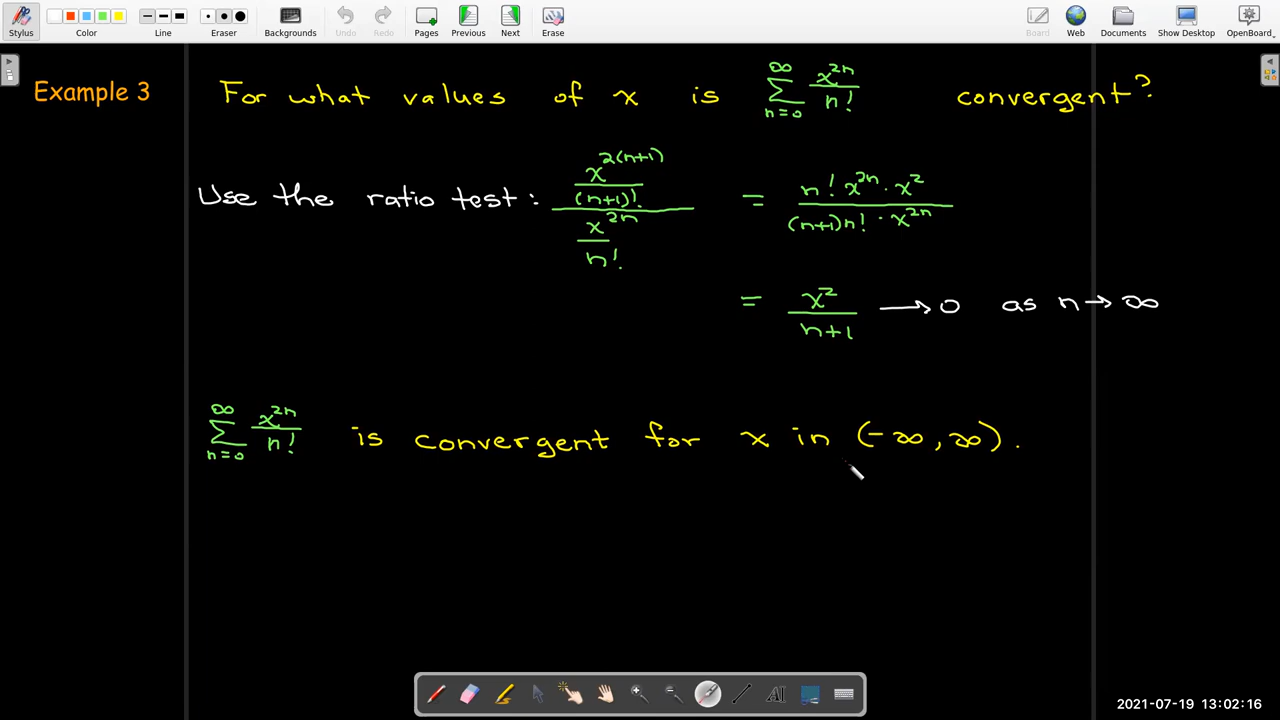 Stylus Color Line Eraser Backgrounds Undo Redo Pages Previous Next Erase Board Web Documents Show Desktop OpenBoard
Example 3 For what values of x is ∑_{n=0}^{∞} x^{2n}/n! convergent?
Use the ratio test: (x^{2(n+1)}/(n+1)!)/(x^{2n}/n!) = (n! x^{2n} · x^2)/((n+1)n! · x^{2n})
= x^2/(n+1) → 0 as n → ∞
∑_{n=0}^{∞} x^{2n}/n! is convergent for x in (-∞, ∞).
AI
2021-07-19 13:02:16